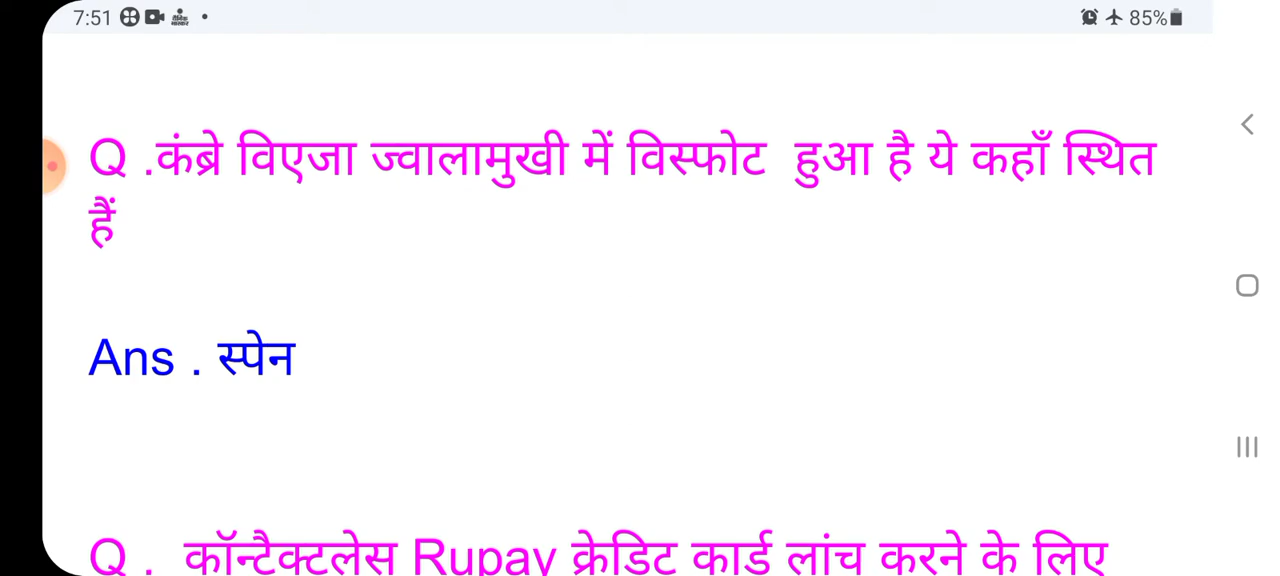 7:51
85%
Q .कंब्रे विएजा ज्वालामुखी में विस्फोट हुआ है ये कहाँ स्थित
हैं
Ans . स्पेन
Q . कॉन्टैक्टलेस Rupay क्रेडिट कार्ड लांच करने के लिए